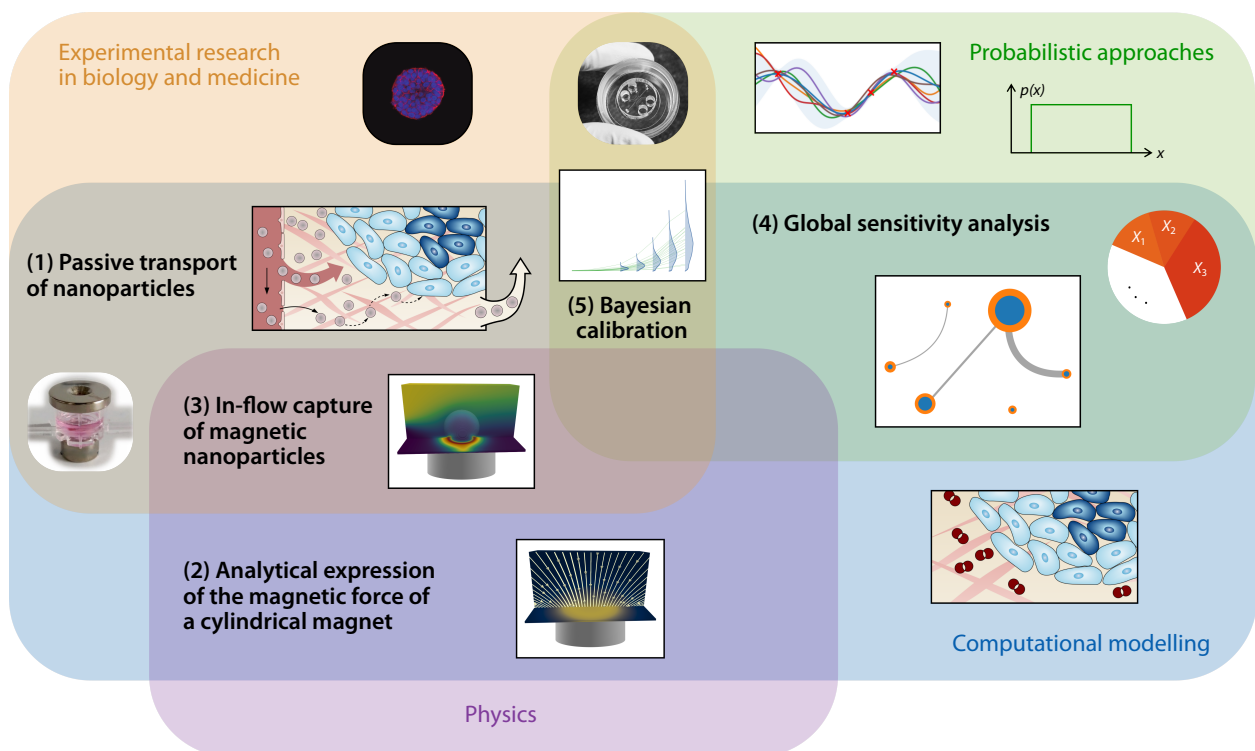 Experimental research
in biology and medicine
Probabilistic approaches
p(x)
x
(1) Passive transport
of nanoparticles
(5) Bayesian
calibration
(4) Global sensitivity analysis
X1
X2
X3
. . .
(3) In-flow capture
of magnetic
nanoparticles
(2) Analytical expression
of the magnetic force of
a cylindrical magnet
Computational modelling
Physics